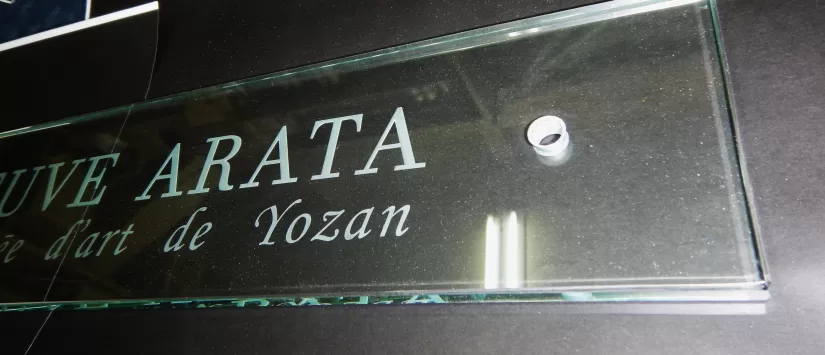 UVE ARATA
ée d'art de Yozan